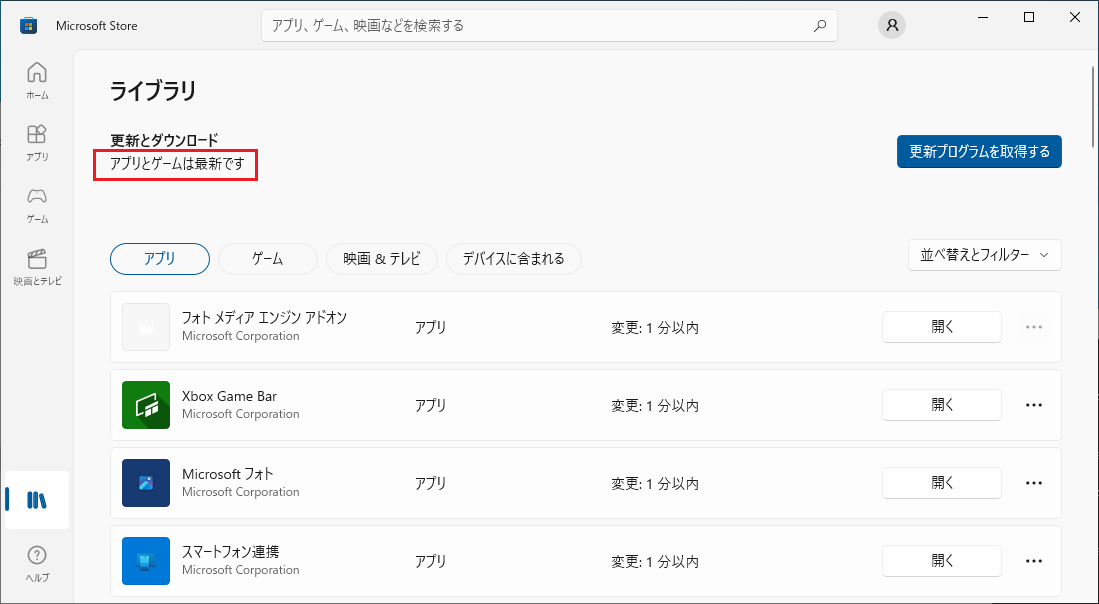 Microsoft Store
アプリ、ゲーム、映画などを検索する
ホーム
アプリ
ゲーム
映画とテレビ
ヘルプ
ライブラリ
更新とダウンロード
アプリとゲームは最新です
更新プログラムを取得する
アプリ
ゲーム
映画 & テレビ
デバイスに含まれる
並べ替えとフィルター
フォト メディア エンジン アドオン
Microsoft Corporation
アプリ
変更: 1 分以内
開く
Xbox Game Bar
Microsoft Corporation
アプリ
変更: 1 分以内
開く
Microsoft フォト
Microsoft Corporation
アプリ
変更: 1 分以内
開く
スマートフォン連携
Microsoft Corporation
アプリ
変更: 1 分以内
開く